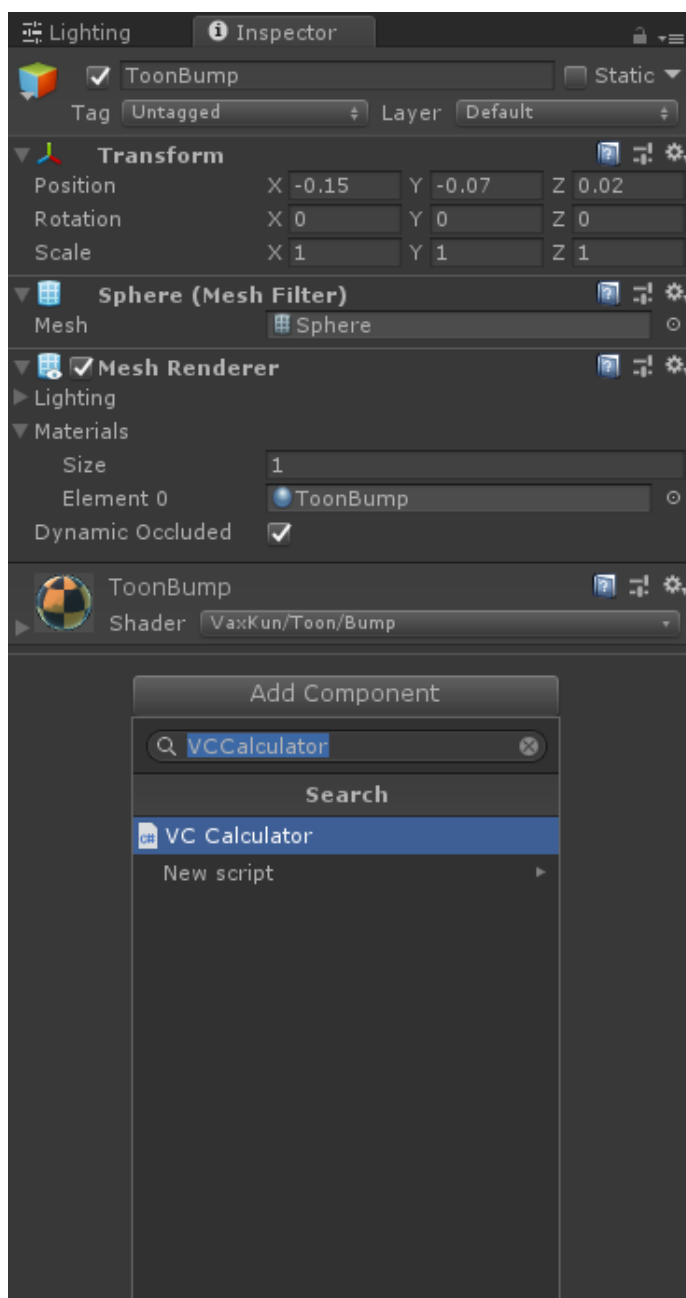 Lighting Inspector
ToonBump Static
Tag Untagged Layer Default
Transform
Position X -0.15 Y -0.07 Z 0.02
Rotation X 0 Y 0 Z 0
Scale X 1 Y 1 Z 1
Sphere (Mesh Filter)
Mesh Sphere
Mesh Renderer
Lighting
Materials
Size 1
Element 0 ToonBump
Dynamic Occluded
ToonBump
Shader VaxKun/Toon/Bump
Add Component
VCCalculator
Search
c# VC Calculator
New script